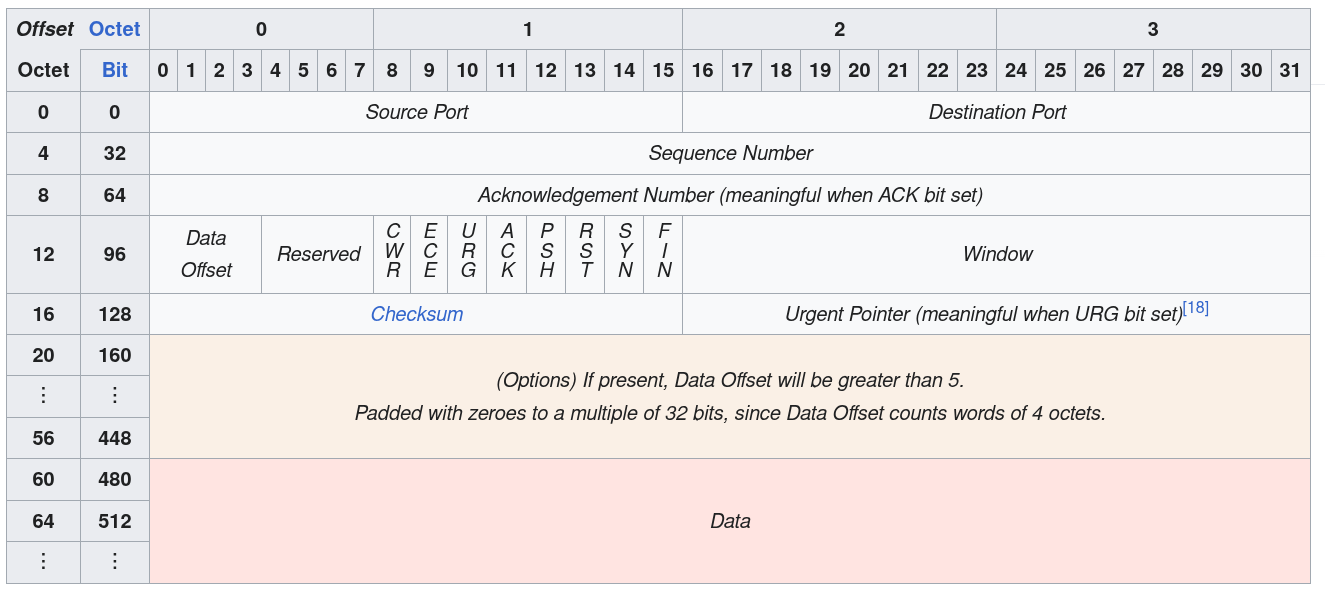 Offset Octet 0 1 2 3
Octet Bit 0 1 2 3 4 5 6 7 8 9 10 11 12 13 14 15 16 17 18 19 20 21 22 23 24 25 26 27 28 29 30 31
0 0 Source Port Destination Port
4 32 Sequence Number
8 64 Acknowledgement Number (meaningful when ACK bit set)
12 96 Data Offset Reserved CWR ECE URG ACK PSH RST SYN FIN Window
16 128 Checksum Urgent Pointer (meaningful when URG bit set)[18]
20 160 (Options) If present, Data Offset will be greater than 5.
⋮ ⋮ Padded with zeroes to a multiple of 32 bits, since Data Offset counts words of 4 octets.
56 448
60 480
64 512 Data
⋮ ⋮